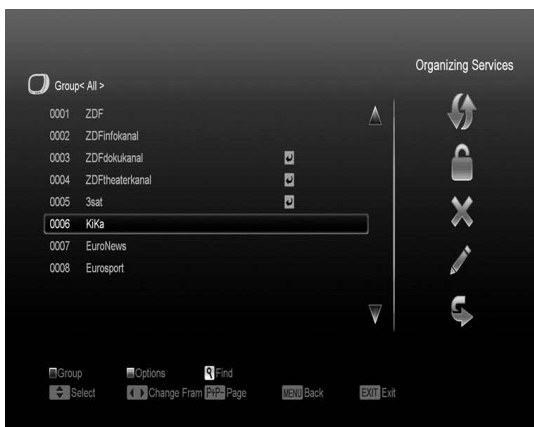 Organizing Services
Group< All >
0001 ZDF
0002 ZDFinfokanal
0003 ZDFdokukanal
0004 ZDFtheaterkanal
0005 3sat
0006 KiKa
0007 EuroNews
0008 Eurosport
Group Options Find
Select Change Fram P+P- Page MENU Back EXIT Exit